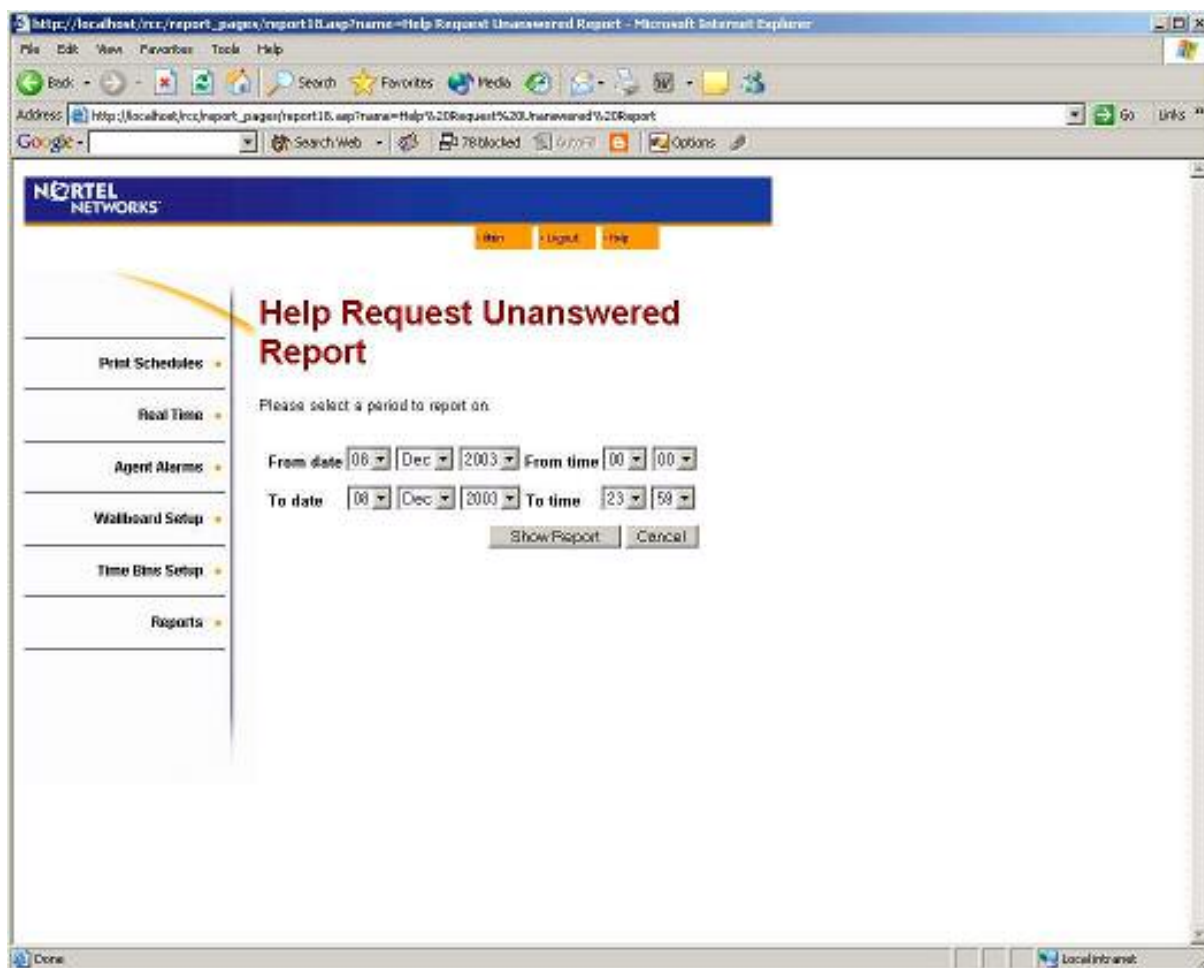 http://localhost/rcc/report_pages/report18.asp?name=Help Request Unanswered Report - Microsoft Internet Explorer
File Edit View Favorites Tools Help
Back Search Favorites Media
Address http://localhost/rcc/report_pages/report18.asp?name=Help%20Request%20Unanswered%20Report Go Links »
Google Search Web 78 blocked AutoFill Options
NORTEL
NETWORKS
Main Logout Help
Help Request Unanswered
Report
Print Schedules
Real Time
Agent Alarms
Wallboard Setup
Time Bins Setup
Reports
Please select a period to report on.
From date 08 Dec 2003 From time 00 00
To date 08 Dec 2003 To time 23 59
Show Report Cancel
Done Local intranet